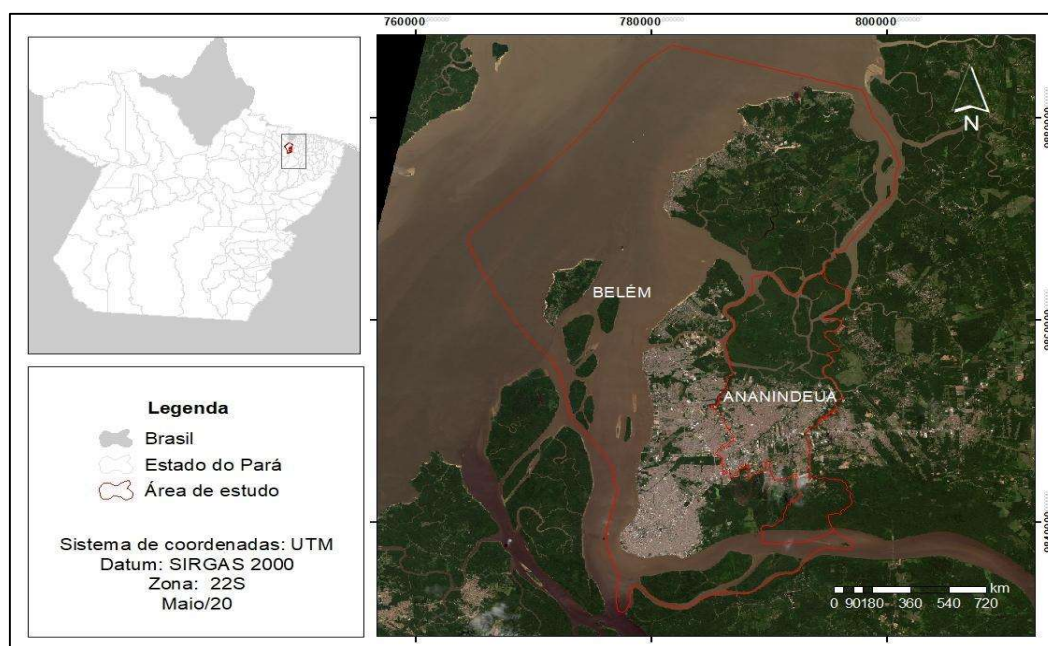 760000 780000 800000
N
BELÉM
ANANINDEUA
Legenda
Brasil
Estado do Pará
Área de estudo
Sistema de coordenadas: UTM
Datum: SIRGAS 2000
Zona: 22S
Maio/20
km
0 90180 360 540 720